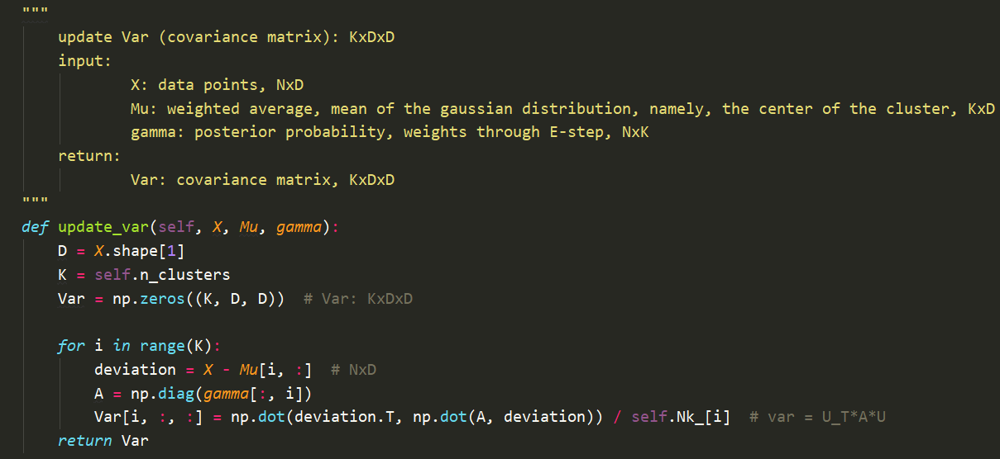 """
    update Var (covariance matrix): KxDxD
    input:
            X: data points, NxD
            Mu: weighted average, mean of the gaussian distribution, namely, the center of the cluster, KxD
            gamma: posterior probability, weights through E-step, NxK
    return:
            Var: covariance matrix, KxDxD
"""
def update_var(self, X, Mu, gamma):
    D = X.shape[1]
    K = self.n_clusters
    Var = np.zeros((K, D, D))  # Var: KxDxD

    for i in range(K):
        deviation = X - Mu[i, :]  # NxD
        A = np.diag(gamma[:, i])
        Var[i, :, :] = np.dot(deviation.T, np.dot(A, deviation)) / self.Nk_[i]  # var = U_T*A*U
    return Var